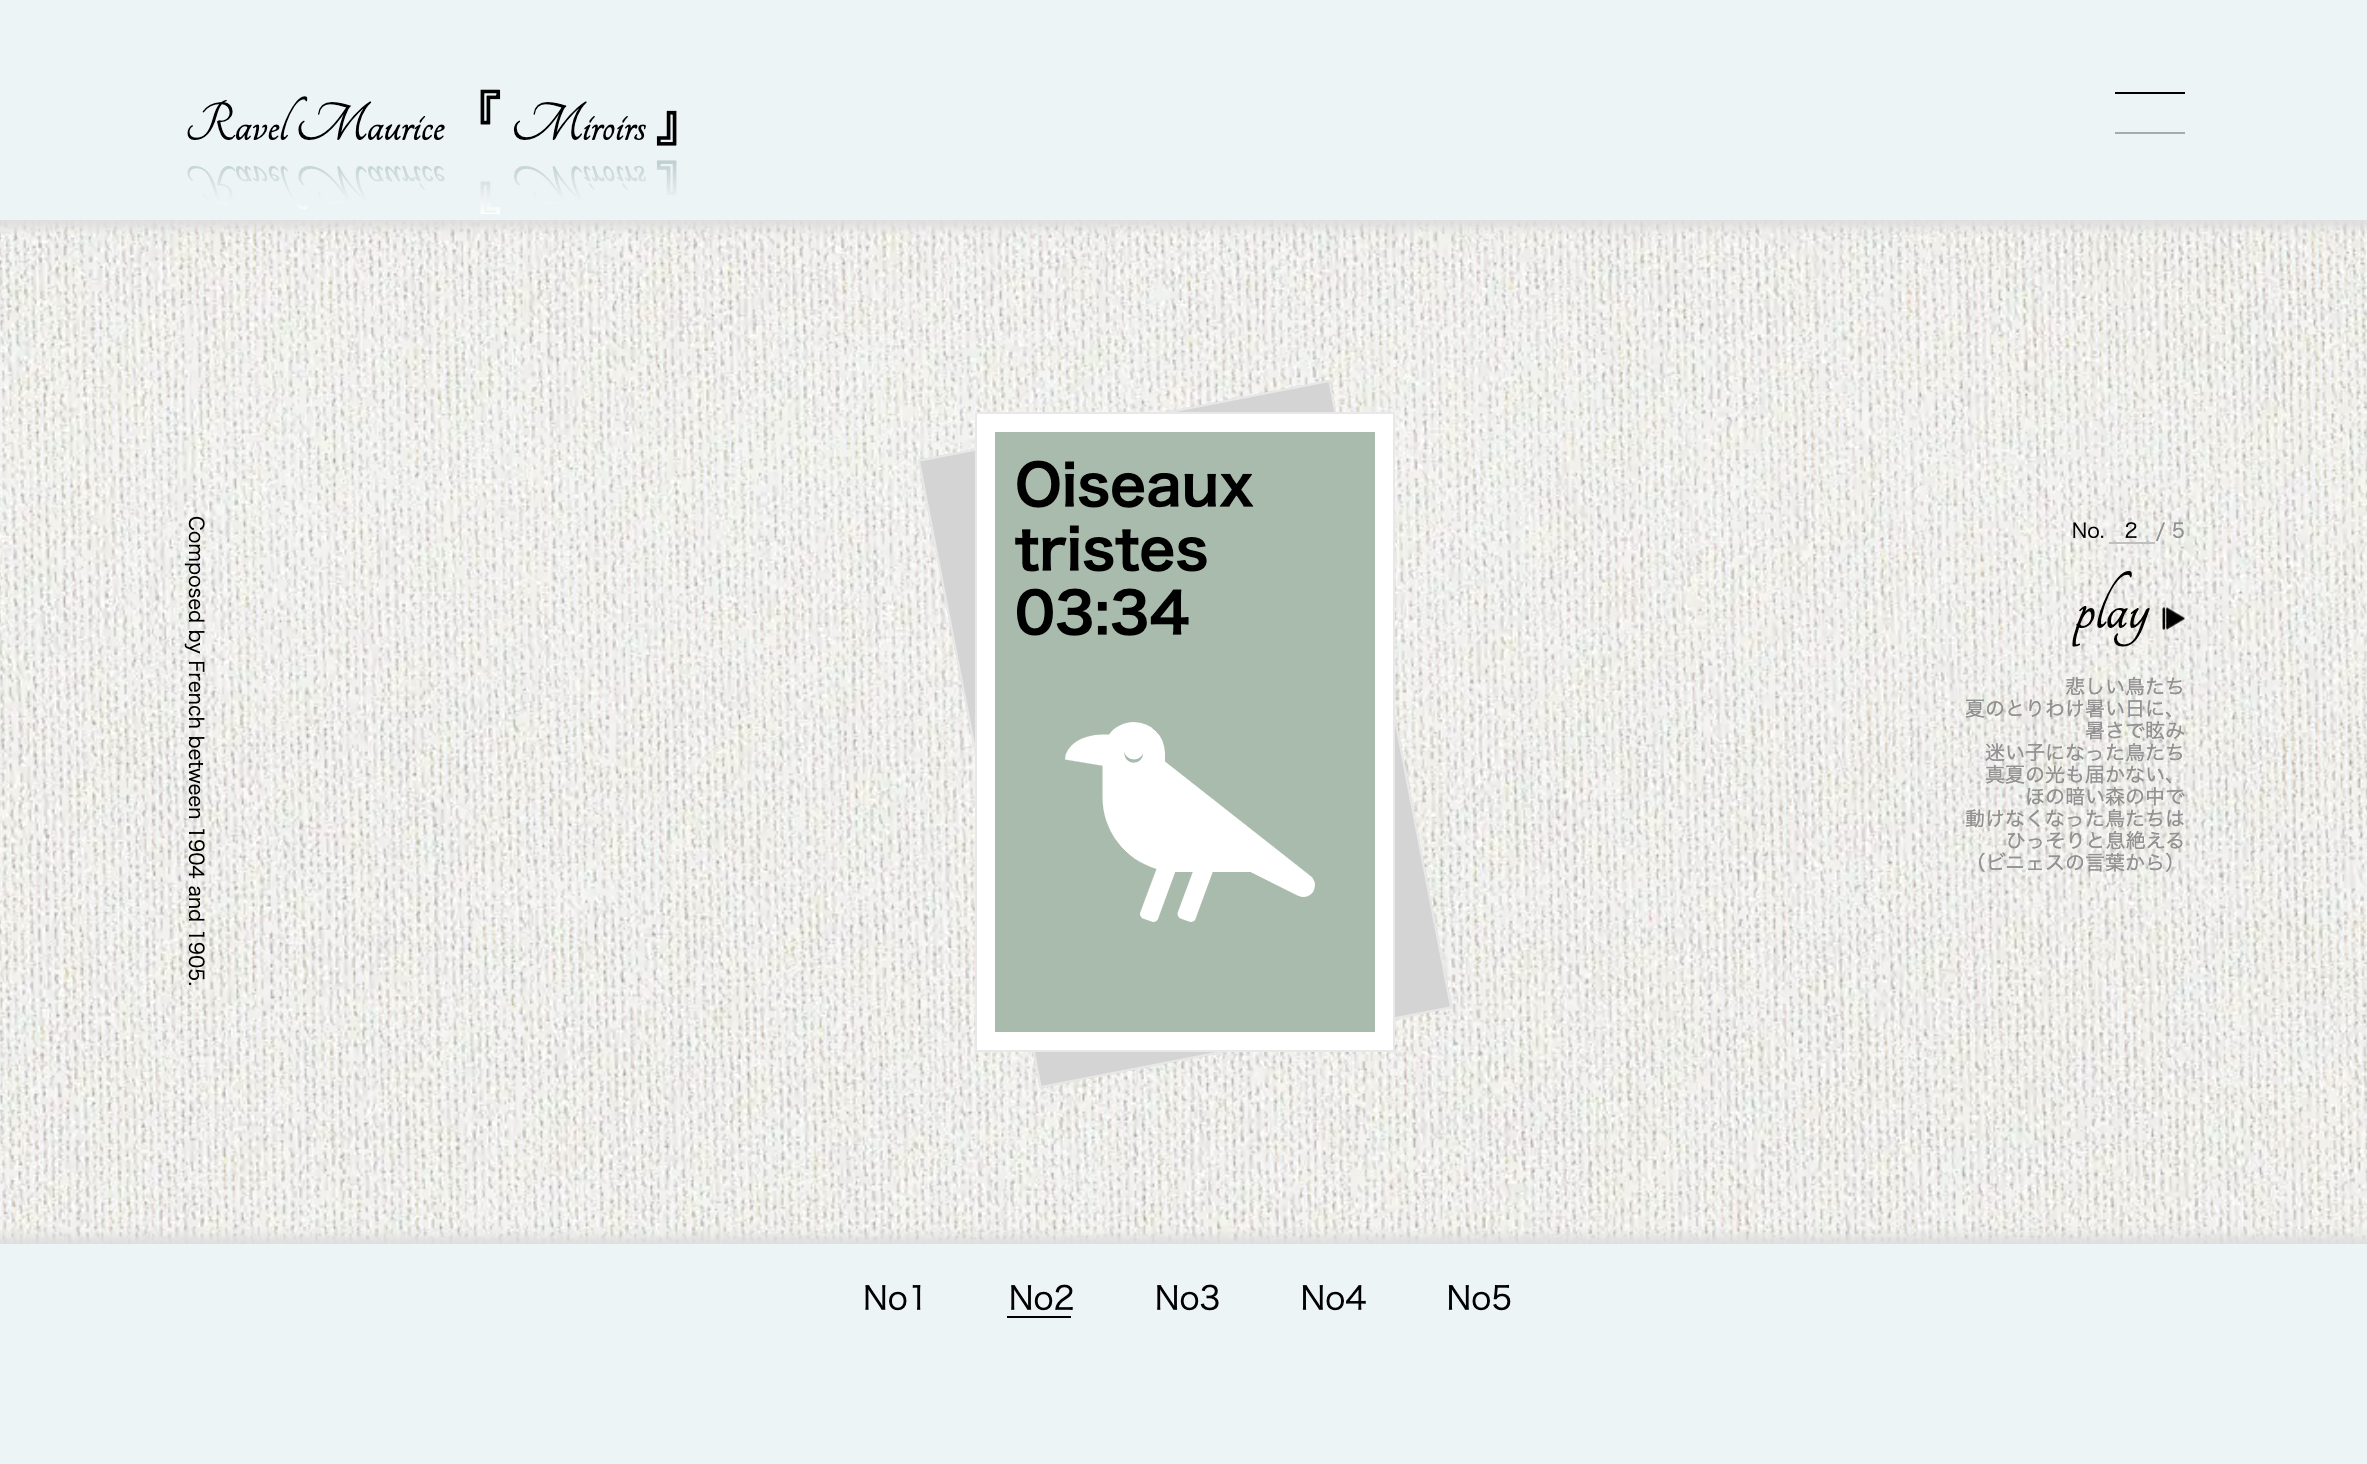 Ravel Maurice 『 Miroirs 』
Composed by French between 1904 and 1905.
Oiseaux
tristes
03:34
No. 2 / 5
play
悲しい鳥たち
夏のとりわけ暑い日に、
暑さで眩み
迷い子になった鳥たち
真夏の光も届かない、
ほの暗い森の中で
動けなくなった鳥たちは
ひっそりと息絶える
（ビニェスの言葉から）
No1
No2
No3
No4
No5